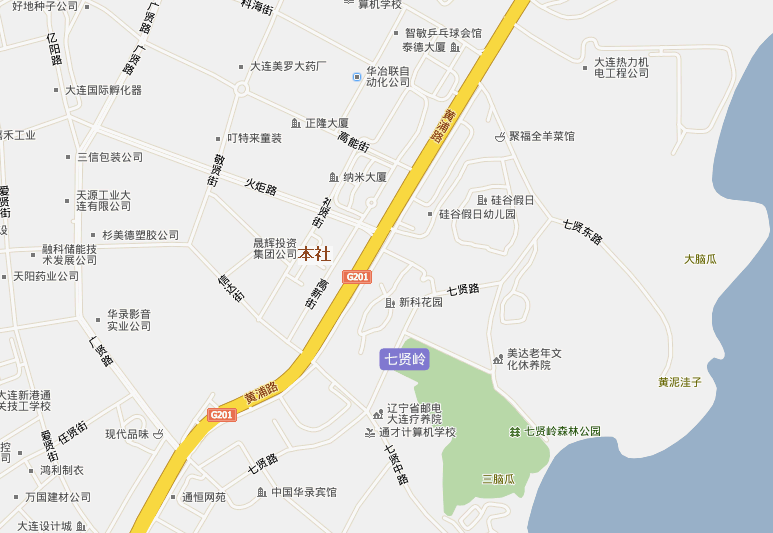 好地种子公司
广贤路
科海街
算机学校
智敏乒乓球会馆
泰德大厦
亿阳路
广贤路
大连美罗大药厂
华冶联自
动化公司
大连热力机
电工程公司
大连国际孵化器
黄浦路
正隆大厦
禾工业
叮特来童装
高能街
聚福全羊菜馆
三信包装公司
敬贤街
纳米大厦
火炬路
爱贤街
天源工业大
连有限公司
礼贤街
硅谷假日
硅谷假日幼儿园
设
杉美德塑胶公司
七贤东路
融科储能技
术发展公司
晟辉投资
集团公司
本社
大脑瓜
天阳药业公司
信达街
高新街
G201
七贤路
新科花园
华录影音
实业公司
广贤路
七贤岭
美达老年文
化休养院
黄泥洼子
大连新港通
关技工学校
黄浦路
G201
辽宁省邮电
大连疗养院
通才计算机学校
爱贤街
任贤街
现代品味
七贤岭森林公园
控
司
鸿利制衣
七贤路
七贤中路
三脑瓜
万国建材公司
通恒网苑
中国华录宾馆
大连设计城